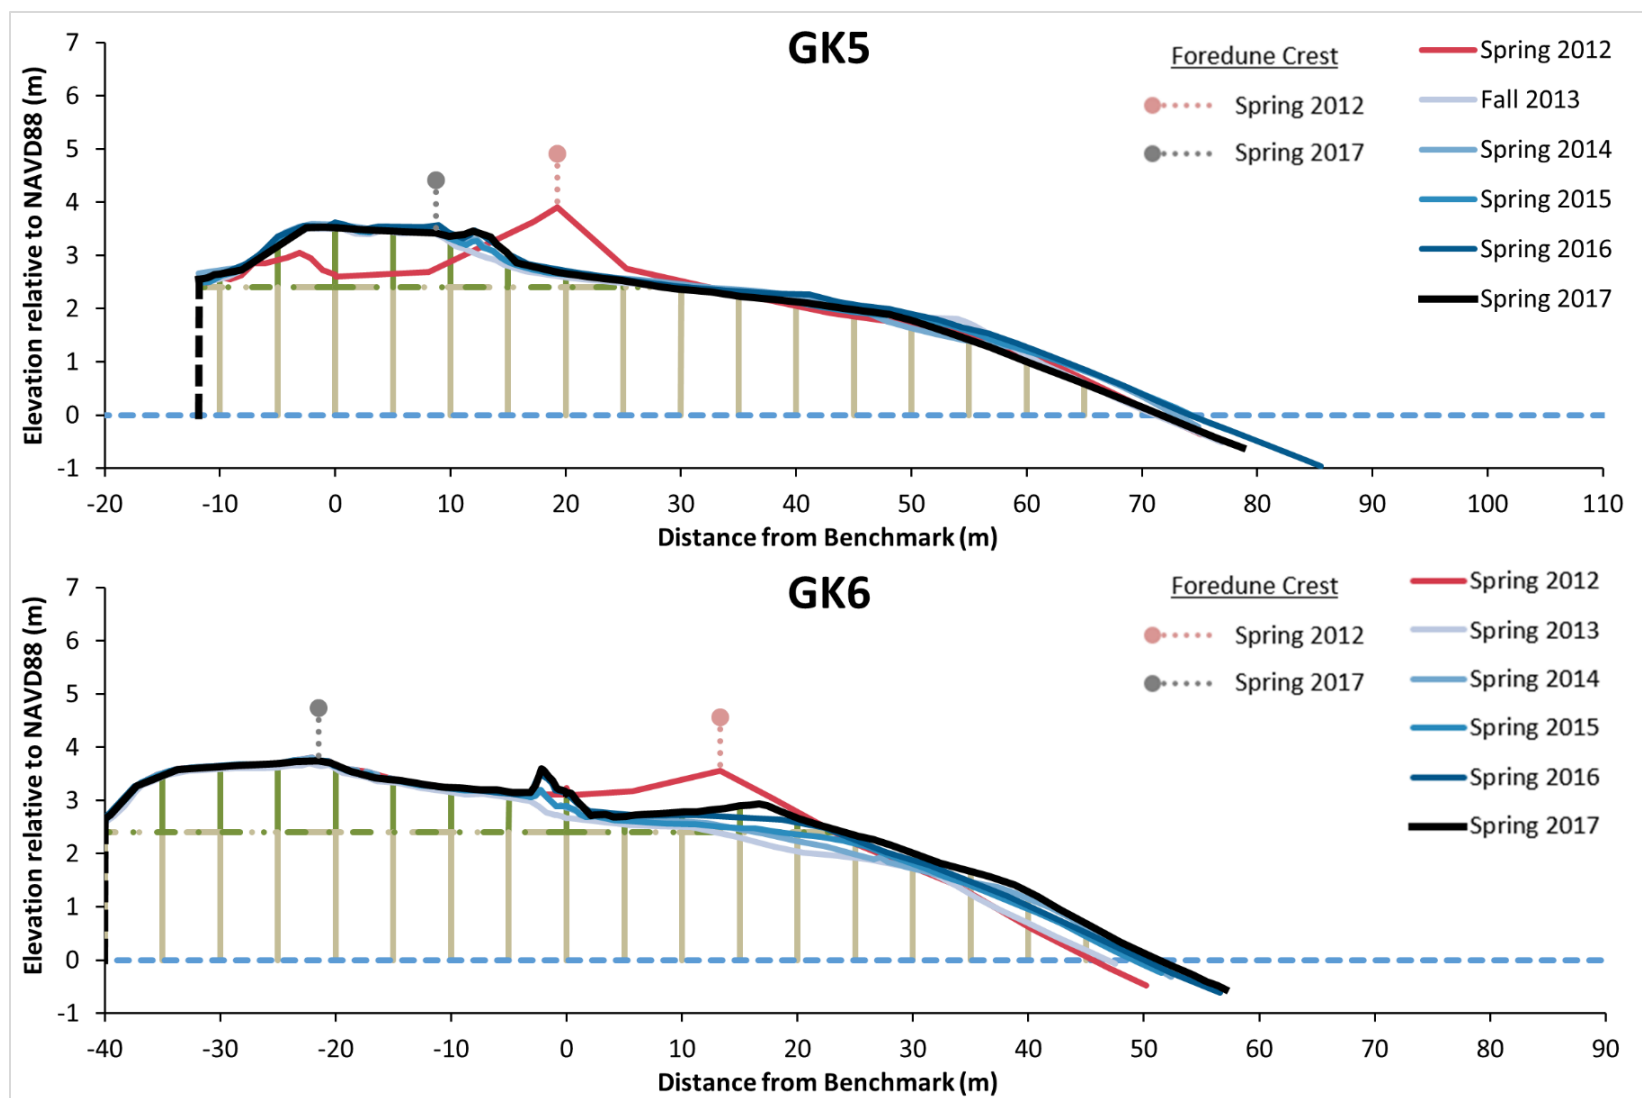 GK5
Elevation relative to NAVD88 (m)
7
6
5
4
3
2
1
0
-1
-20 -10 0 10 20 30 40 50 60 70 80 90 100 110
Distance from Benchmark (m)
Foredune Crest
Spring 2012
Spring 2017
Spring 2012
Fall 2013
Spring 2014
Spring 2015
Spring 2016
Spring 2017
GK6
Elevation relative to NAVD88 (m)
7
6
5
4
3
2
1
0
-1
-40 -30 -20 -10 0 10 20 30 40 50 60 70 80 90
Distance from Benchmark (m)
Foredune Crest
Spring 2012
Spring 2017
Spring 2012
Spring 2013
Spring 2014
Spring 2015
Spring 2016
Spring 2017